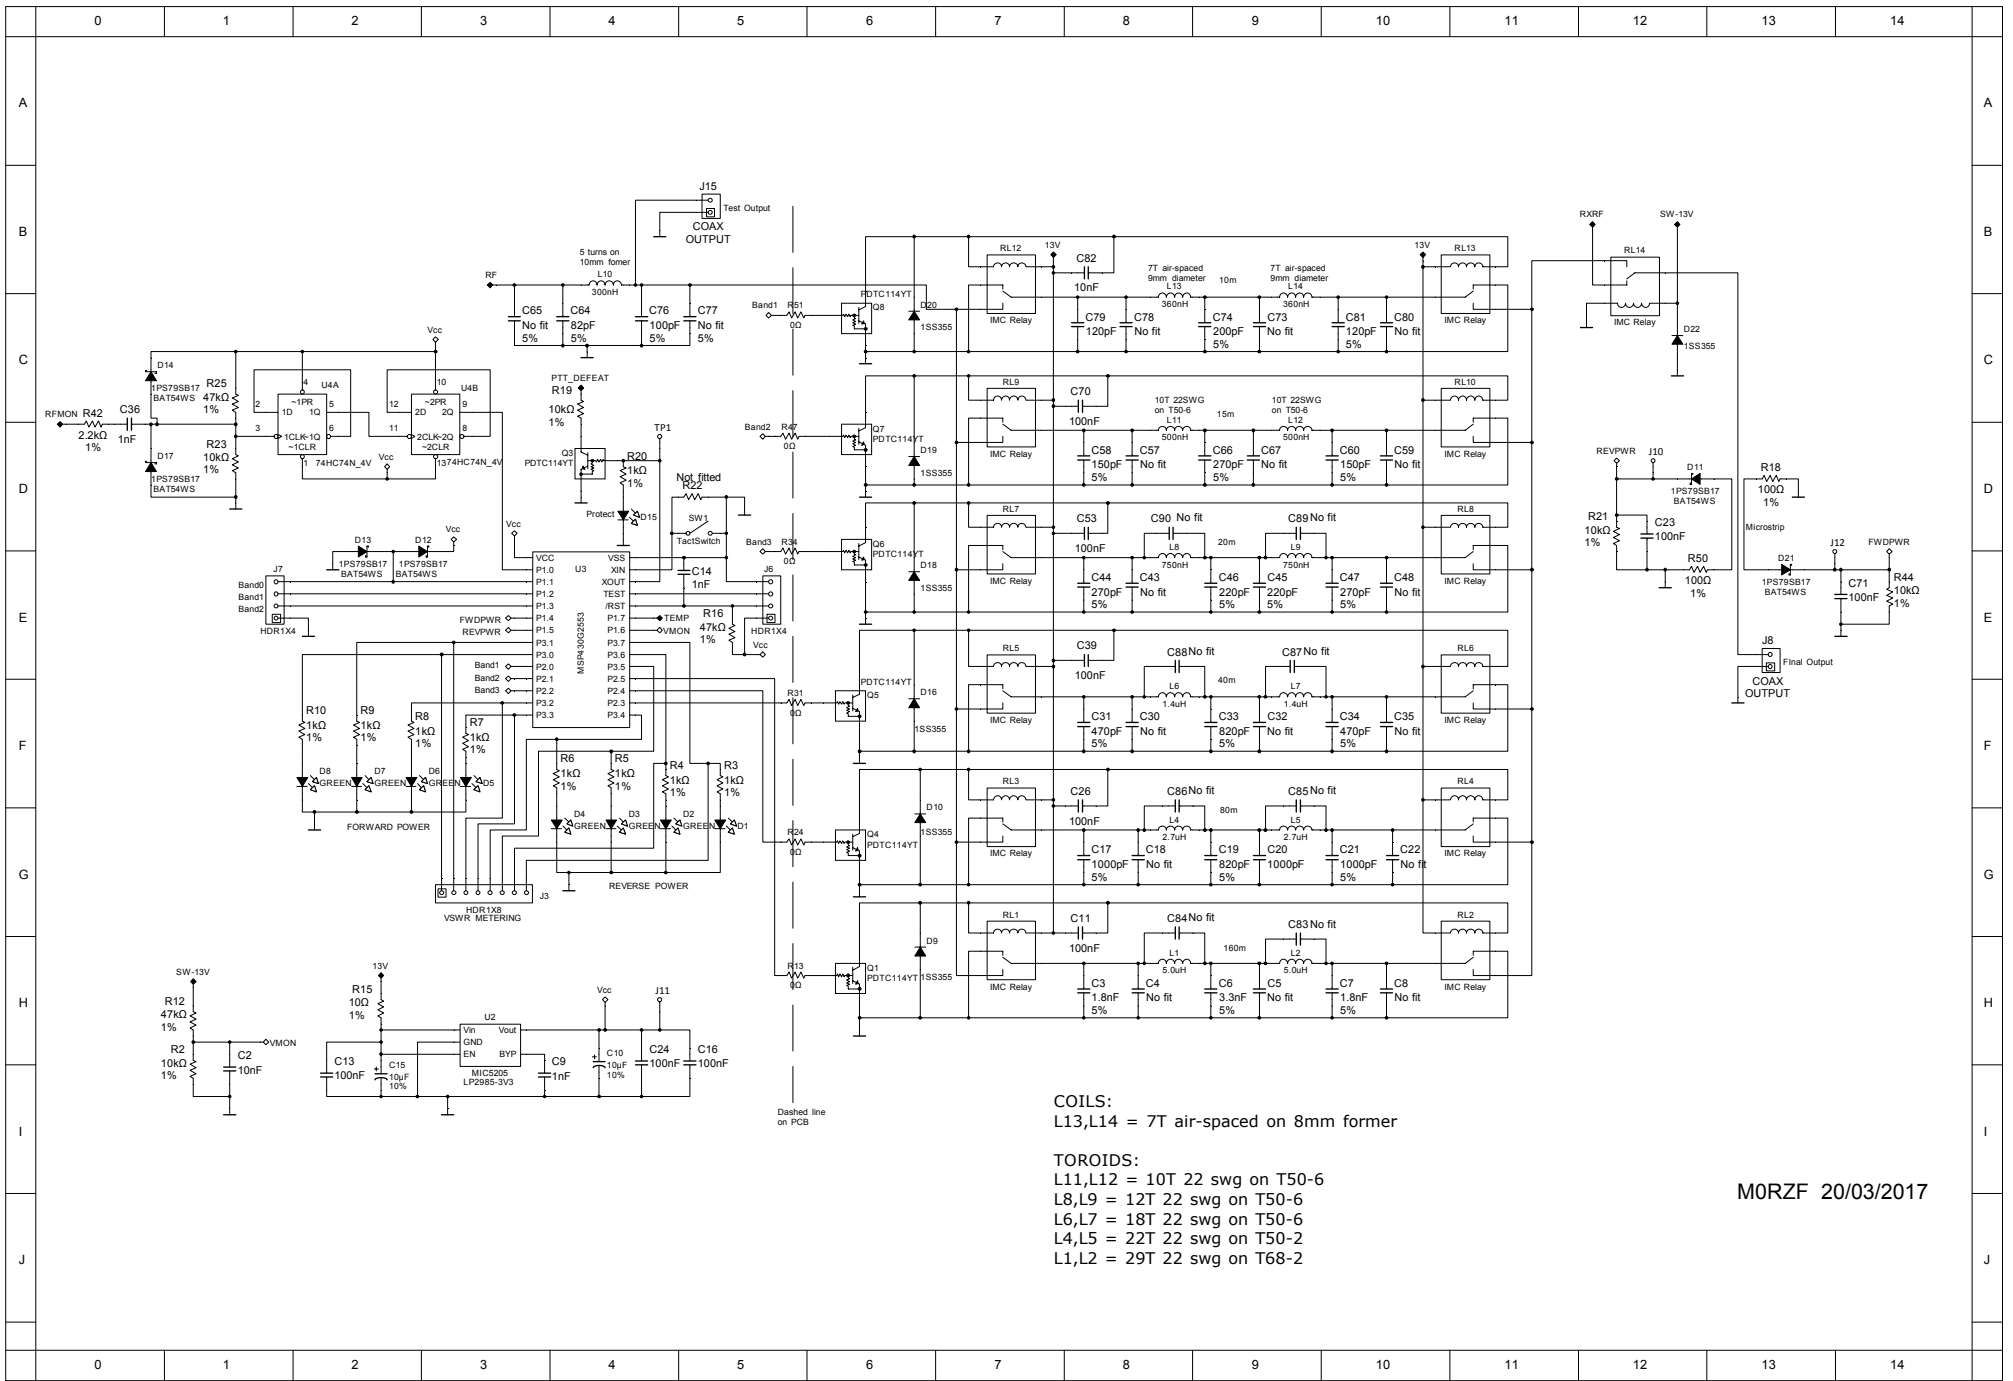 0 1 2 3 4 5 6 7 8 9 10 11 12 13 14
A A
B B
C C
D D
E E
F F
G G
H H
I I
J J
J15
Test Output
COAX
OUTPUT
5 turns on
10mm fomer
L10
300nH
RF
C65
No fit
5%
C64
82pF
5%
C76
100pF
5%
C77
No fit
5%
Vcc
D14
1PS79SB17
BAT54WS
R25
47kΩ
1%
RFMON
R42
2.2kΩ
1%
C36
1nF
D17
1PS79SB17
BAT54WS
R23
10kΩ
1%
4
U4A
~1PR
2
1D 1Q
5
3
1CLK~1Q
6
~1CLR
1
74HC74N_4V
Vcc
10
U4B
~2PR
12
2D 2Q
9
11
2CLK~2Q
8
~2CLR
13
74HC74N_4V
PTT_DEFEAT
R19
10kΩ
1%
TP1
Q3
PDTC114YT
R20
1kΩ
1%
Protect
D15
Not fitted
R22
SW1
TactSwitch
Vcc
Vcc
D13
1PS79SB17
BAT54WS
D12
1PS79SB17
BAT54WS
J7
Band0
Band1
Band2
HDR1X4
U3
MSP430G2553
VCC
P1.0
P1.1
P1.2
P1.3
P1.4
P1.5
P3.1
P3.0
P2.0
P2.1
P2.2
P3.2
P3.3
VSS
XIN
XOUT
TEST
/RST
P1.7
P1.6
P3.7
P3.6
P3.5
P2.5
P2.4
P2.3
P3.4
FWDPWR
REVPWR
Band1
Band2
Band3
TEMP
VMON
C14
1nF
R16
47kΩ
1%
J6
HDR1X4
Vcc
R10
1kΩ
1%
R9
1kΩ
1%
R8
1kΩ
1%
R7
1kΩ
1%
D8
GREEN
D7
GREEN
D6
GREEN
D5
FORWARD POWER
R6
1kΩ
1%
R5
1kΩ
1%
R4
1kΩ
1%
R3
1kΩ
1%
D4
GREEN
D3
GREEN
D2
GREEN
D1
REVERSE POWER
J3
HDR1X8
VSWR METERING
SW-13V
R12
47kΩ
1%
VMON
R2
10kΩ
1%
C2
10nF
13V
R15
10Ω
1%
C13
100nF
+
C15
10µF
10%
U2
Vin Vout
GND
EN BYP
MIC5205
LP2985-3V3
C9
1nF
Vcc
J11
+
C10
10µF
10%
C24
100nF
C16
100nF
Dashed line
on PCB
Band1
R51
0Ω
PDTC114YT
Q8
D20
1SS355
RL12
IMC Relay
13V
C82
10nF
7T air-spaced
9mm diameter
L13
360nH
10m
7T air-spaced
9mm diameter
L14
360nH
13V
RL13
IMC Relay
C79
120pF
C78
No fit
C74
200pF
5%
C73
No fit
C81
120pF
5%
C80
No fit
Band2
R47
0Ω
Q7
PDTC114YT
D19
1SS355
RL9
IMC Relay
C70
100nF
10T 22SWG
on T50-6
L11
500nH
15m
10T 22SWG
on T50-6
L12
500nH
RL10
IMC Relay
C58
150pF
5%
C57
No fit
C66
270pF
5%
C67
No fit
C60
150pF
5%
C59
No fit
Band3
R34
0Ω
Q6
PDTC114YT
D18
1SS355
RL7
IMC Relay
C53
100nF
C90 No fit
L8
750nH
20m
C89 No fit
L9
750nH
RL8
IMC Relay
C44
270pF
5%
C43
No fit
C46
220pF
5%
C45
220pF
5%
C47
270pF
5%
C48
No fit
R31
0Ω
PDTC114YT
Q5
D16
1SS355
RL5
IMC Relay
C39
100nF
C88 No fit
L6
1.4uH
40m
C87 No fit
L7
1.4uH
RL6
IMC Relay
C31
470pF
5%
C30
No fit
C33
820pF
5%
C32
No fit
C34
470pF
5%
C35
No fit
R24
0Ω
Q4
PDTC114YT
D10
1SS355
RL3
IMC Relay
C26
100nF
C86 No fit
L4
2.7uH
80m
C85 No fit
L5
2.7uH
RL4
IMC Relay
C17
1000pF
5%
C18
No fit
C19
820pF
5%
C20
1000pF
C21
1000pF
5%
C22
No fit
R13
0Ω
Q1
PDTC114YT
D9
1SS355
RL1
IMC Relay
C11
100nF
C84 No fit
L1
5.0uH
160m
C83 No fit
L2
5.0uH
RL2
IMC Relay
C3
1.8nF
5%
C4
No fit
C6
3.3nF
5%
C5
No fit
C7
1.8nF
5%
C8
No fit
RXRF
SW-13V
RL14
IMC Relay
D22
1SS355
REVPWR
J10
D11
1PS79SB17
BAT54WS
R21
10kΩ
1%
C23
100nF
R50
100Ω
1%
R18
100Ω
1%
Microstrip
D21
1PS79SB17
BAT54WS
J12
FWDPWR
C71
100nF
R44
10kΩ
1%
J8
FInal Output
COAX
OUTPUT
COILS:
L13,L14 = 7T air-spaced on 8mm former
TOROIDS:
L11,L12 = 10T 22 swg on T50-6
L8,L9 = 12T 22 swg on T50-6
L6,L7 = 18T 22 swg on T50-6
L4,L5 = 22T 22 swg on T50-2
L1,L2 = 29T 22 swg on T68-2
M0RZF 20/03/2017
0 1 2 3 4 5 6 7 8 9 10 11 12 13 14